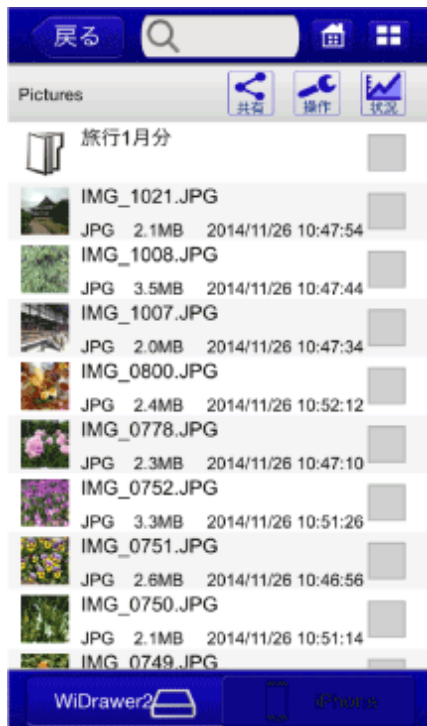 戻る
Pictures
共有
操作
状況
旅行1月分
IMG_1021.JPG
JPG 2.1MB 2014/11/26 10:47:54
IMG_1008.JPG
JPG 3.5MB 2014/11/26 10:47:44
IMG_1007.JPG
JPG 2.0MB 2014/11/26 10:47:34
IMG_0800.JPG
JPG 2.4MB 2014/11/26 10:52:12
IMG_0778.JPG
JPG 2.3MB 2014/11/26 10:47:10
IMG_0752.JPG
JPG 3.3MB 2014/11/26 10:51:26
IMG_0751.JPG
JPG 2.6MB 2014/11/26 10:46:56
IMG_0750.JPG
JPG 2.1MB 2014/11/26 10:51:14
IMG_0749.JPG
WiDrawer2
iPhone